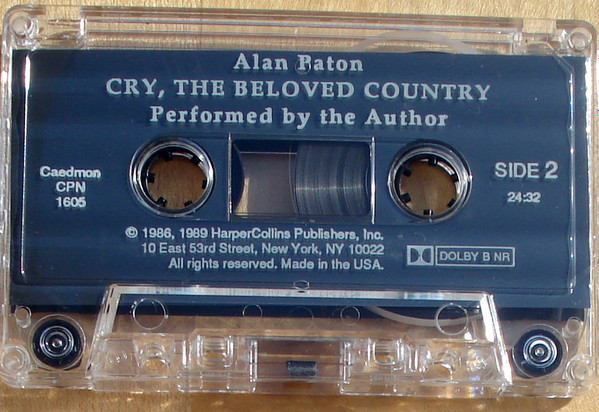 Alan Paton
CRY, THE BELOVED COUNTRY
Performed by the Author
Caedmon
CPN
1605
SIDE 2
24:32
© 1986, 1989 HarperCollins Publishers, Inc.
10 East 53rd Street, New York, NY 10022
All rights reserved. Made in the USA.
DOLBY B NR